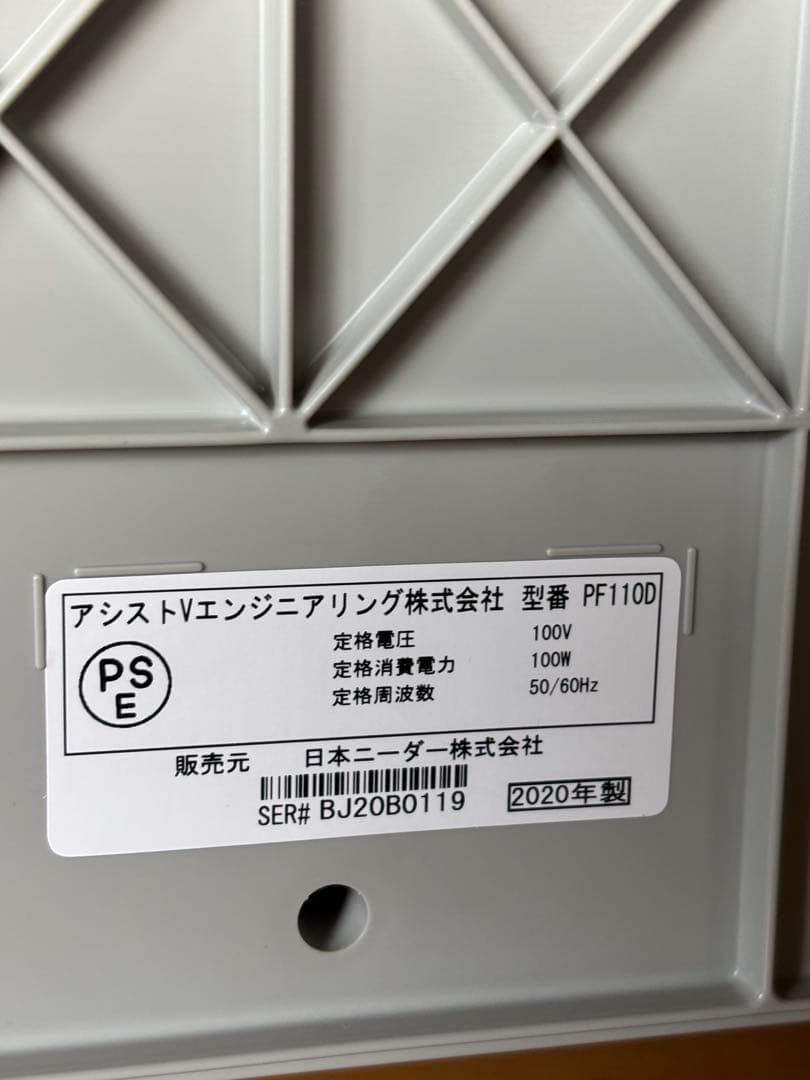 アシストVエンジニアリング株式会社 型番 PF110D
PS
E
定格電圧 100V
定格消費電力 100W
定格周波数 50/60Hz
販売元 日本ニーダー株式会社
SER# BJ20B0119
2020年製